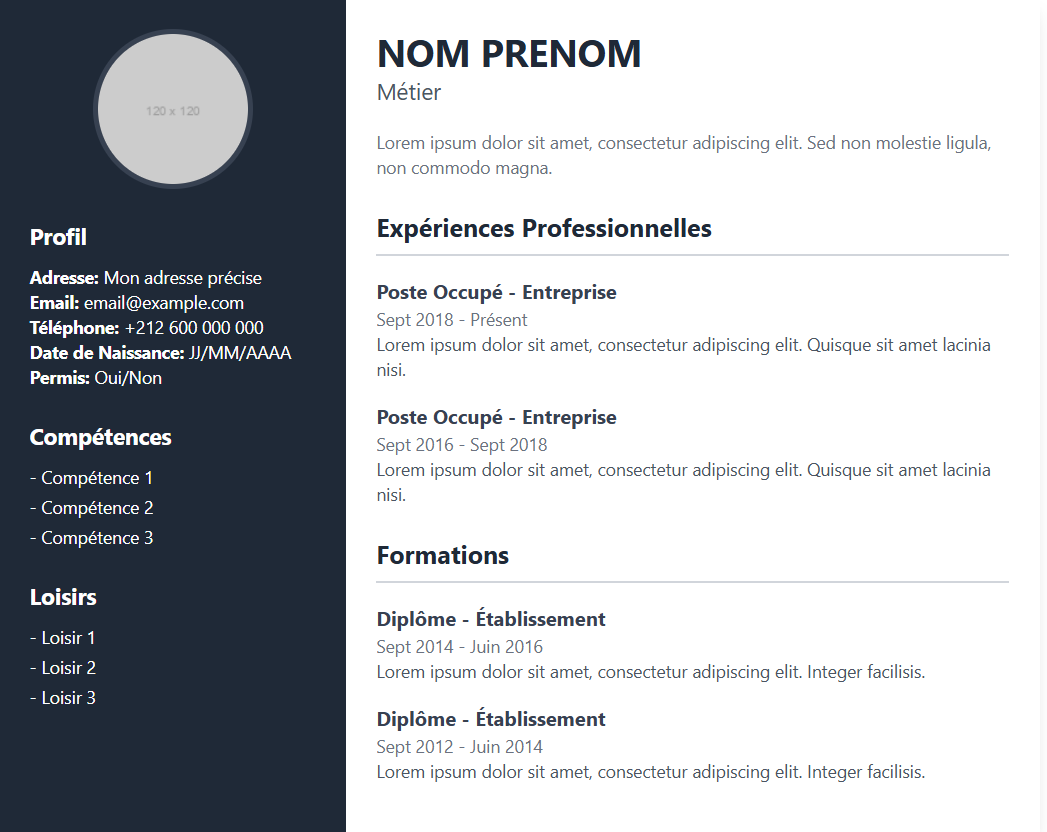 120 x 120
Profil
Adresse: Mon adresse précise
Email: email@example.com
Téléphone: +212 600 000 000
Date de Naissance: JJ/MM/AAAA
Permis: Oui/Non
Compétences
- Compétence 1
- Compétence 2
- Compétence 3
Loisirs
- Loisir 1
- Loisir 2
- Loisir 3
NOM PRENOM
Métier
Lorem ipsum dolor sit amet, consectetur adipiscing elit. Sed non molestie ligula,
non commodo magna.
Expériences Professionnelles
Poste Occupé - Entreprise
Sept 2018 - Présent
Lorem ipsum dolor sit amet, consectetur adipiscing elit. Quisque sit amet lacinia
nisi.
Poste Occupé - Entreprise
Sept 2016 - Sept 2018
Lorem ipsum dolor sit amet, consectetur adipiscing elit. Quisque sit amet lacinia
nisi.
Formations
Diplôme - Établissement
Sept 2014 - Juin 2016
Lorem ipsum dolor sit amet, consectetur adipiscing elit. Integer facilisis.
Diplôme - Établissement
Sept 2012 - Juin 2014
Lorem ipsum dolor sit amet, consectetur adipiscing elit. Integer facilisis.